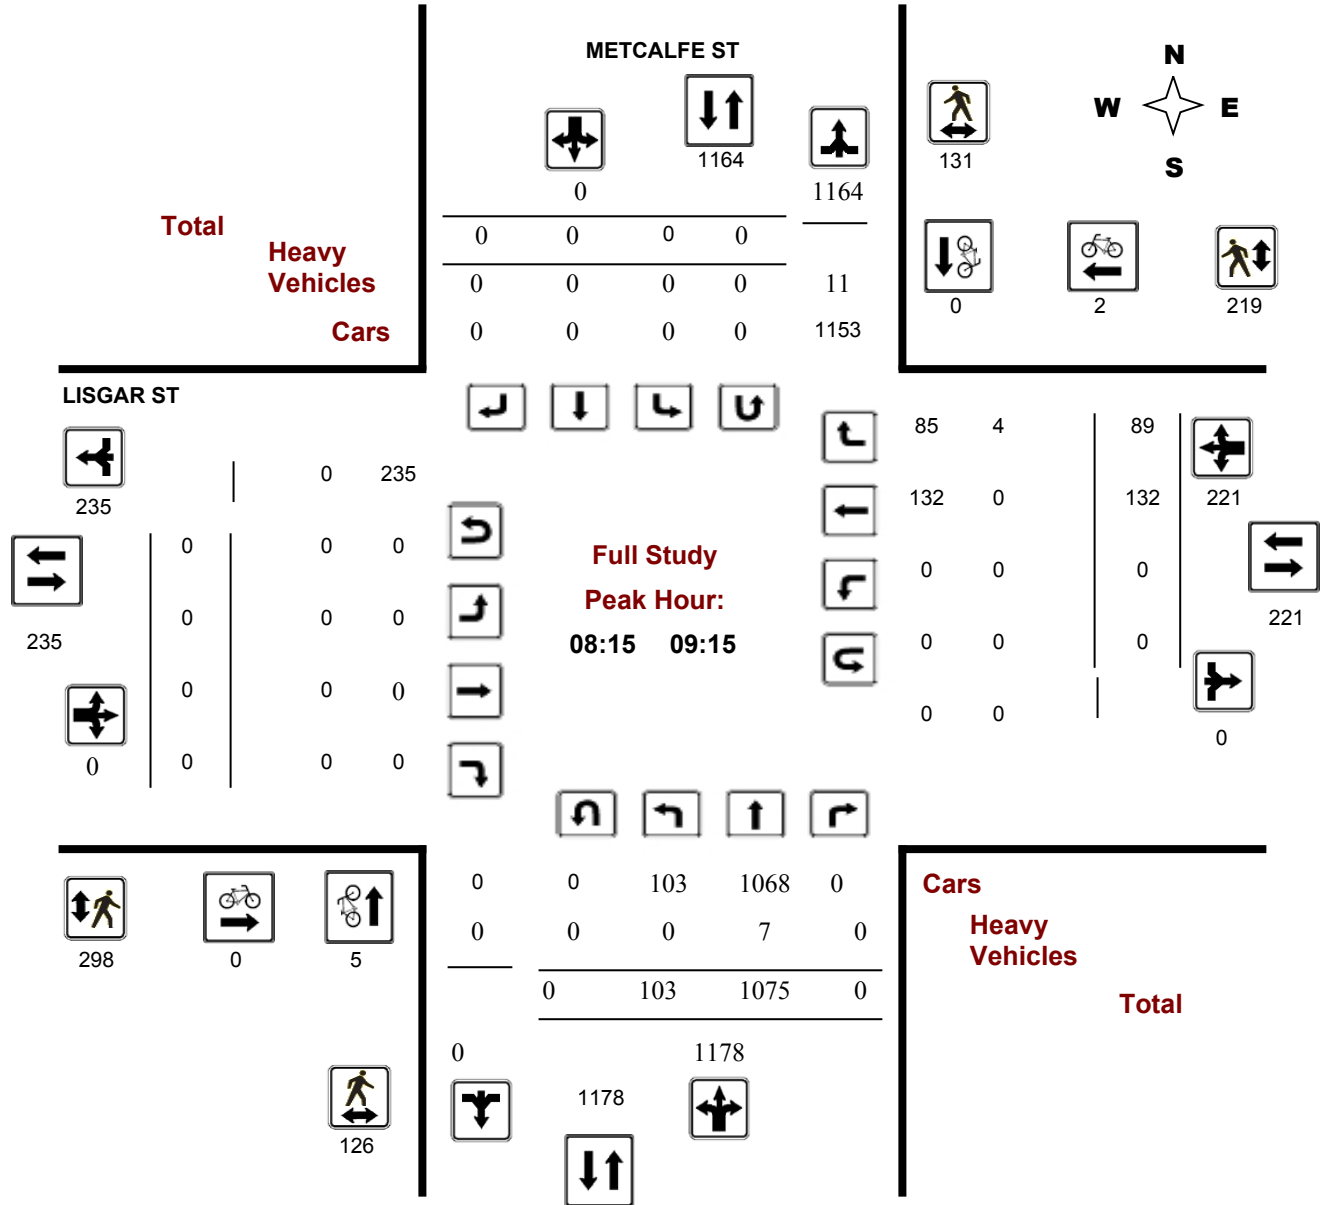 METCALFE ST
N
W E
S
1164
131
0 1164
Total
0 0 0 0
Heavy
Vehicles
0 0 0 0 11
Cars
0 0 0 0 1153
0 2 219
LISGAR ST
235
0 235
0 0 0
235
0 0 0
0 0 0
0
0 0 0
Full Study
Peak Hour:
08:15 09:15
85 4 89
132 0 132 221
0 0 0
221
0 0 0
0 0
0
298 0 5
126
0 0 103 1068 0
0 0 0 7 0
0 103 1075 0
0 1178
1178
Cars
Heavy
Vehicles
Total